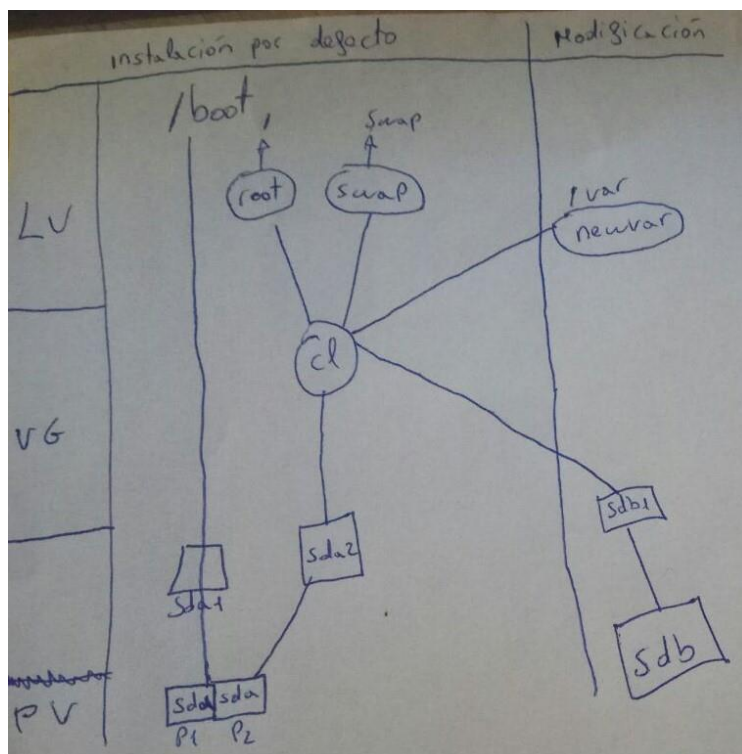 instalación por defecto
Modificación
/boot
/
swap
root
swap
/var
newvar
LV
cl
VG
sdb1
sda2
sda1
sdb
sda
sda
PV
P1
P2